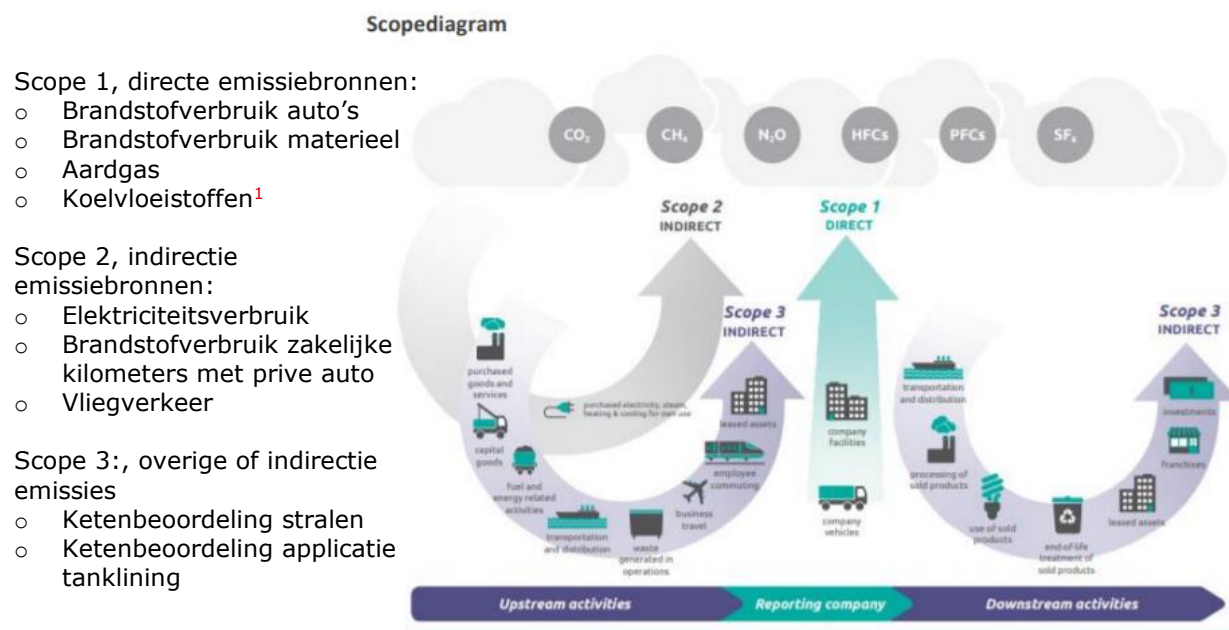 Scopediagram
Scope 1, directe emissiebronnen:
o Brandstofverbruik auto’s
o Brandstofverbruik materieel
o Aardgas
o Koelvloeistoffen¹
Scope 2, indirectie
emissiebronnen:
o Elektriciteitsverbruik
o Brandstofverbruik zakelijke
kilometers met prive auto
o Vliegverkeer
Scope 3:, overige of indirectie
emissies
o Ketenbeoordeling stralen
o Ketenbeoordeling applicatie
tanklining
CO₂ CH₄ N₂O HFCs PFCs SF₆
Scope 2
INDIRECT
Scope 1
DIRECT
Scope 3
INDIRECT
Scope 3
INDIRECT
purchased
goods and
services
capital
goods
fuel and
energy related
activities
transportation
and distribution
waste
generated in
operations
business
travel
employee
commuting
leased assets
purchased electricity, steam,
heating & cooling for own use
company
facilities
company
vehicles
transportation
and distribution
processing of
sold products
use of sold
products
end-of-life
treatment of
sold products
leased assets
franchises
investments
Upstream activities
Reporting company
Downstream activities